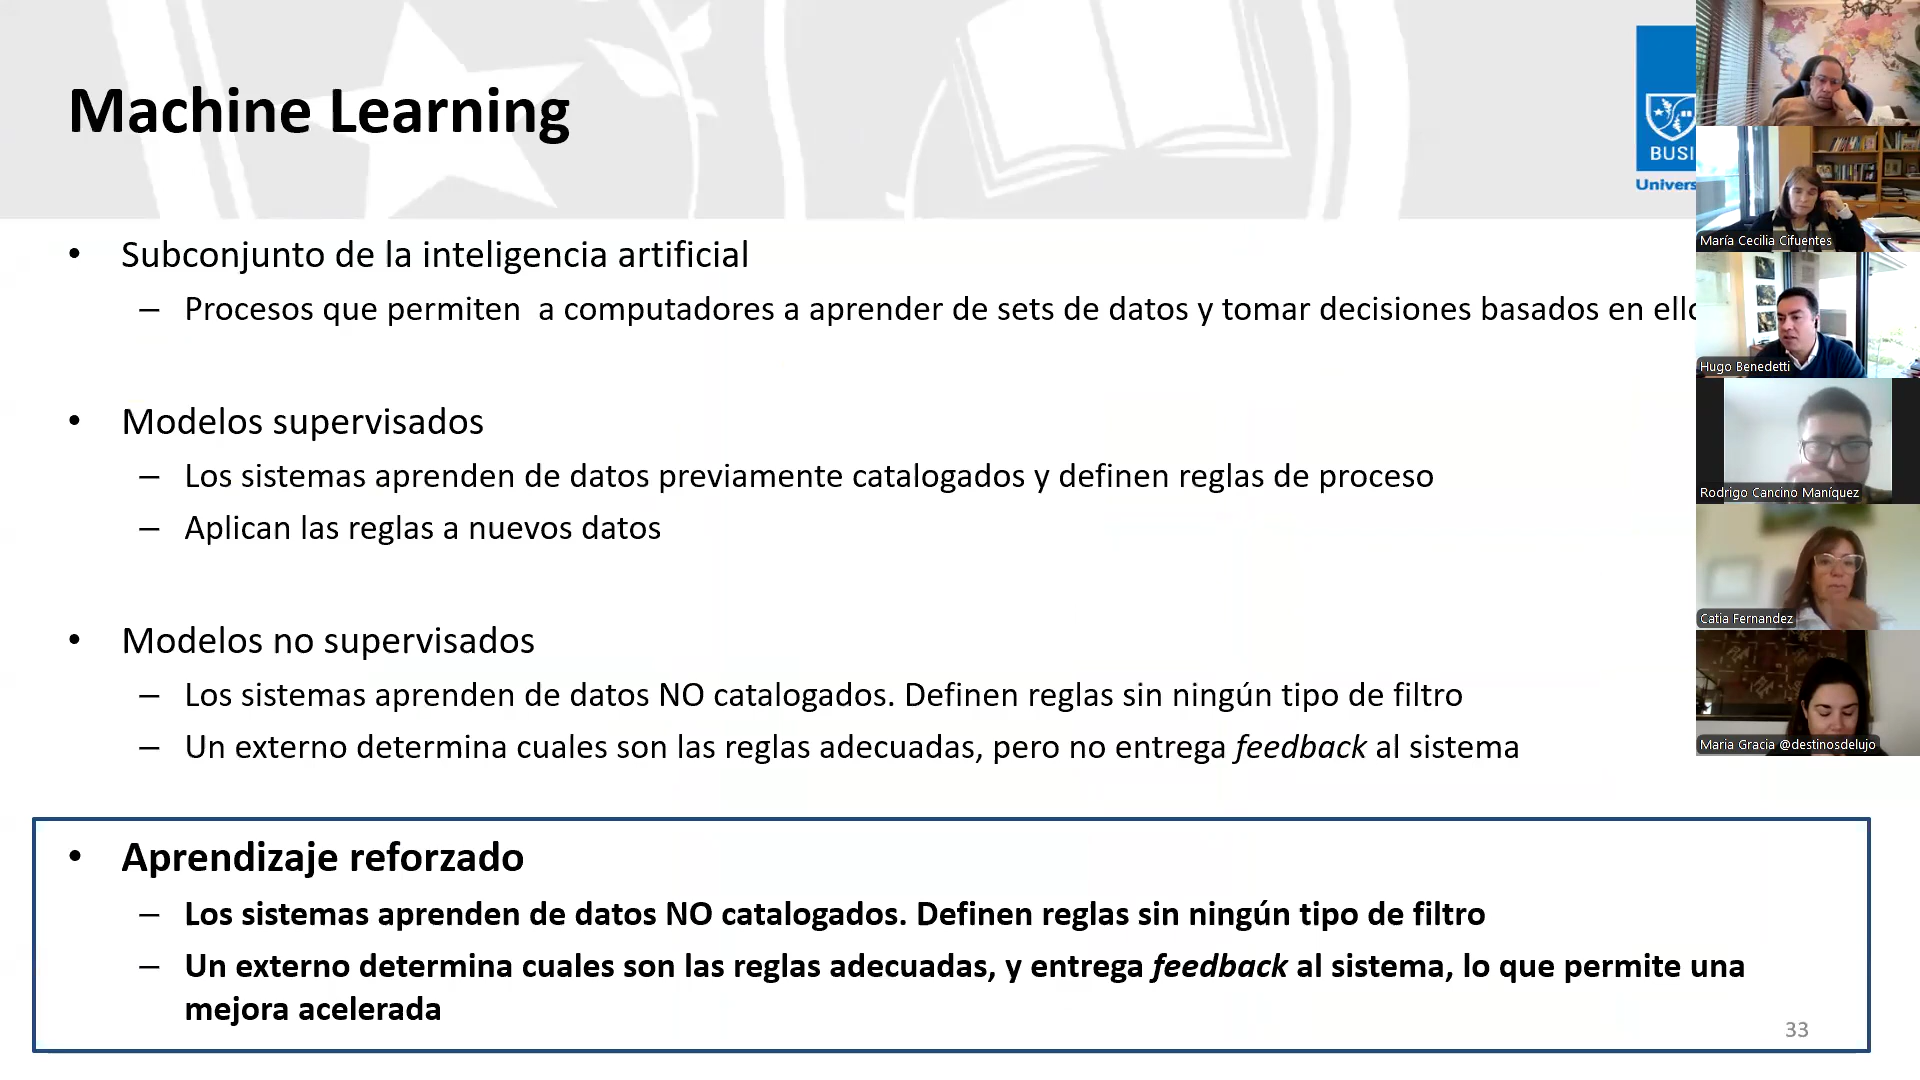 Machine Learning
BUSI
Univers
• Subconjunto de la inteligencia artificial
– Procesos que permiten  a computadores a aprender de sets de datos y tomar decisiones basados en ello
• Modelos supervisados
– Los sistemas aprenden de datos previamente catalogados y definen reglas de proceso
– Aplican las reglas a nuevos datos
• Modelos no supervisados
– Los sistemas aprenden de datos NO catalogados. Definen reglas sin ningún tipo de filtro
– Un externo determina cuales son las reglas adecuadas, pero no entrega feedback al sistema
• Aprendizaje reforzado
– Los sistemas aprenden de datos NO catalogados. Definen reglas sin ningún tipo de filtro
– Un externo determina cuales son las reglas adecuadas, y entrega feedback al sistema, lo que permite una
mejora acelerada
33
María Cecilia Cifuentes
Hugo Benedetti
Rodrigo Cancino Maníquez
Catia Fernandez
Maria Gracia @destinosdelujo